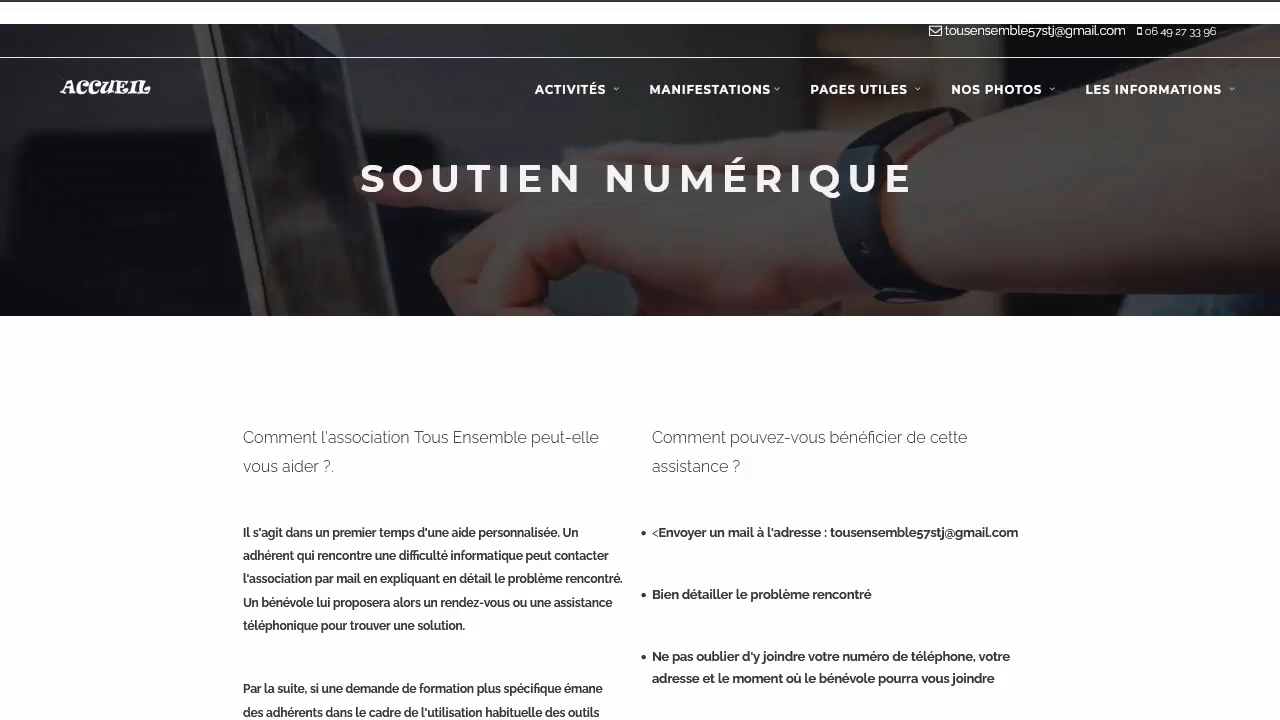 tousensemble57stj@gmail.com 06 49 27 33 96
ACCUEIL
ACTIVITÉS MANIFESTATIONS PAGES UTILES NOS PHOTOS LES INFORMATIONS
SOUTIEN NUMÉRIQUE
Comment l'association Tous Ensemble peut-elle
vous aider ?.
Il s'agit dans un premier temps d'une aide personnalisée. Un
adhérent qui rencontre une difficulté informatique peut contacter
l'association par mail en expliquant en détail le problème rencontré.
Un bénévole lui proposera alors un rendez-vous ou une assistance
téléphonique pour trouver une solution.
Par la suite, si une demande de formation plus spécifique émane
des adhérents dans le cadre de l'utilisation habituelle des outils
Comment pouvez-vous bénéficier de cette
assistance ?
• <Envoyer un mail à l'adresse : tousensemble57stj@gmail.com
• Bien détailler le problème rencontré
• Ne pas oublier d'y joindre votre numéro de téléphone, votre
adresse et le moment où le bénévole pourra vous joindre